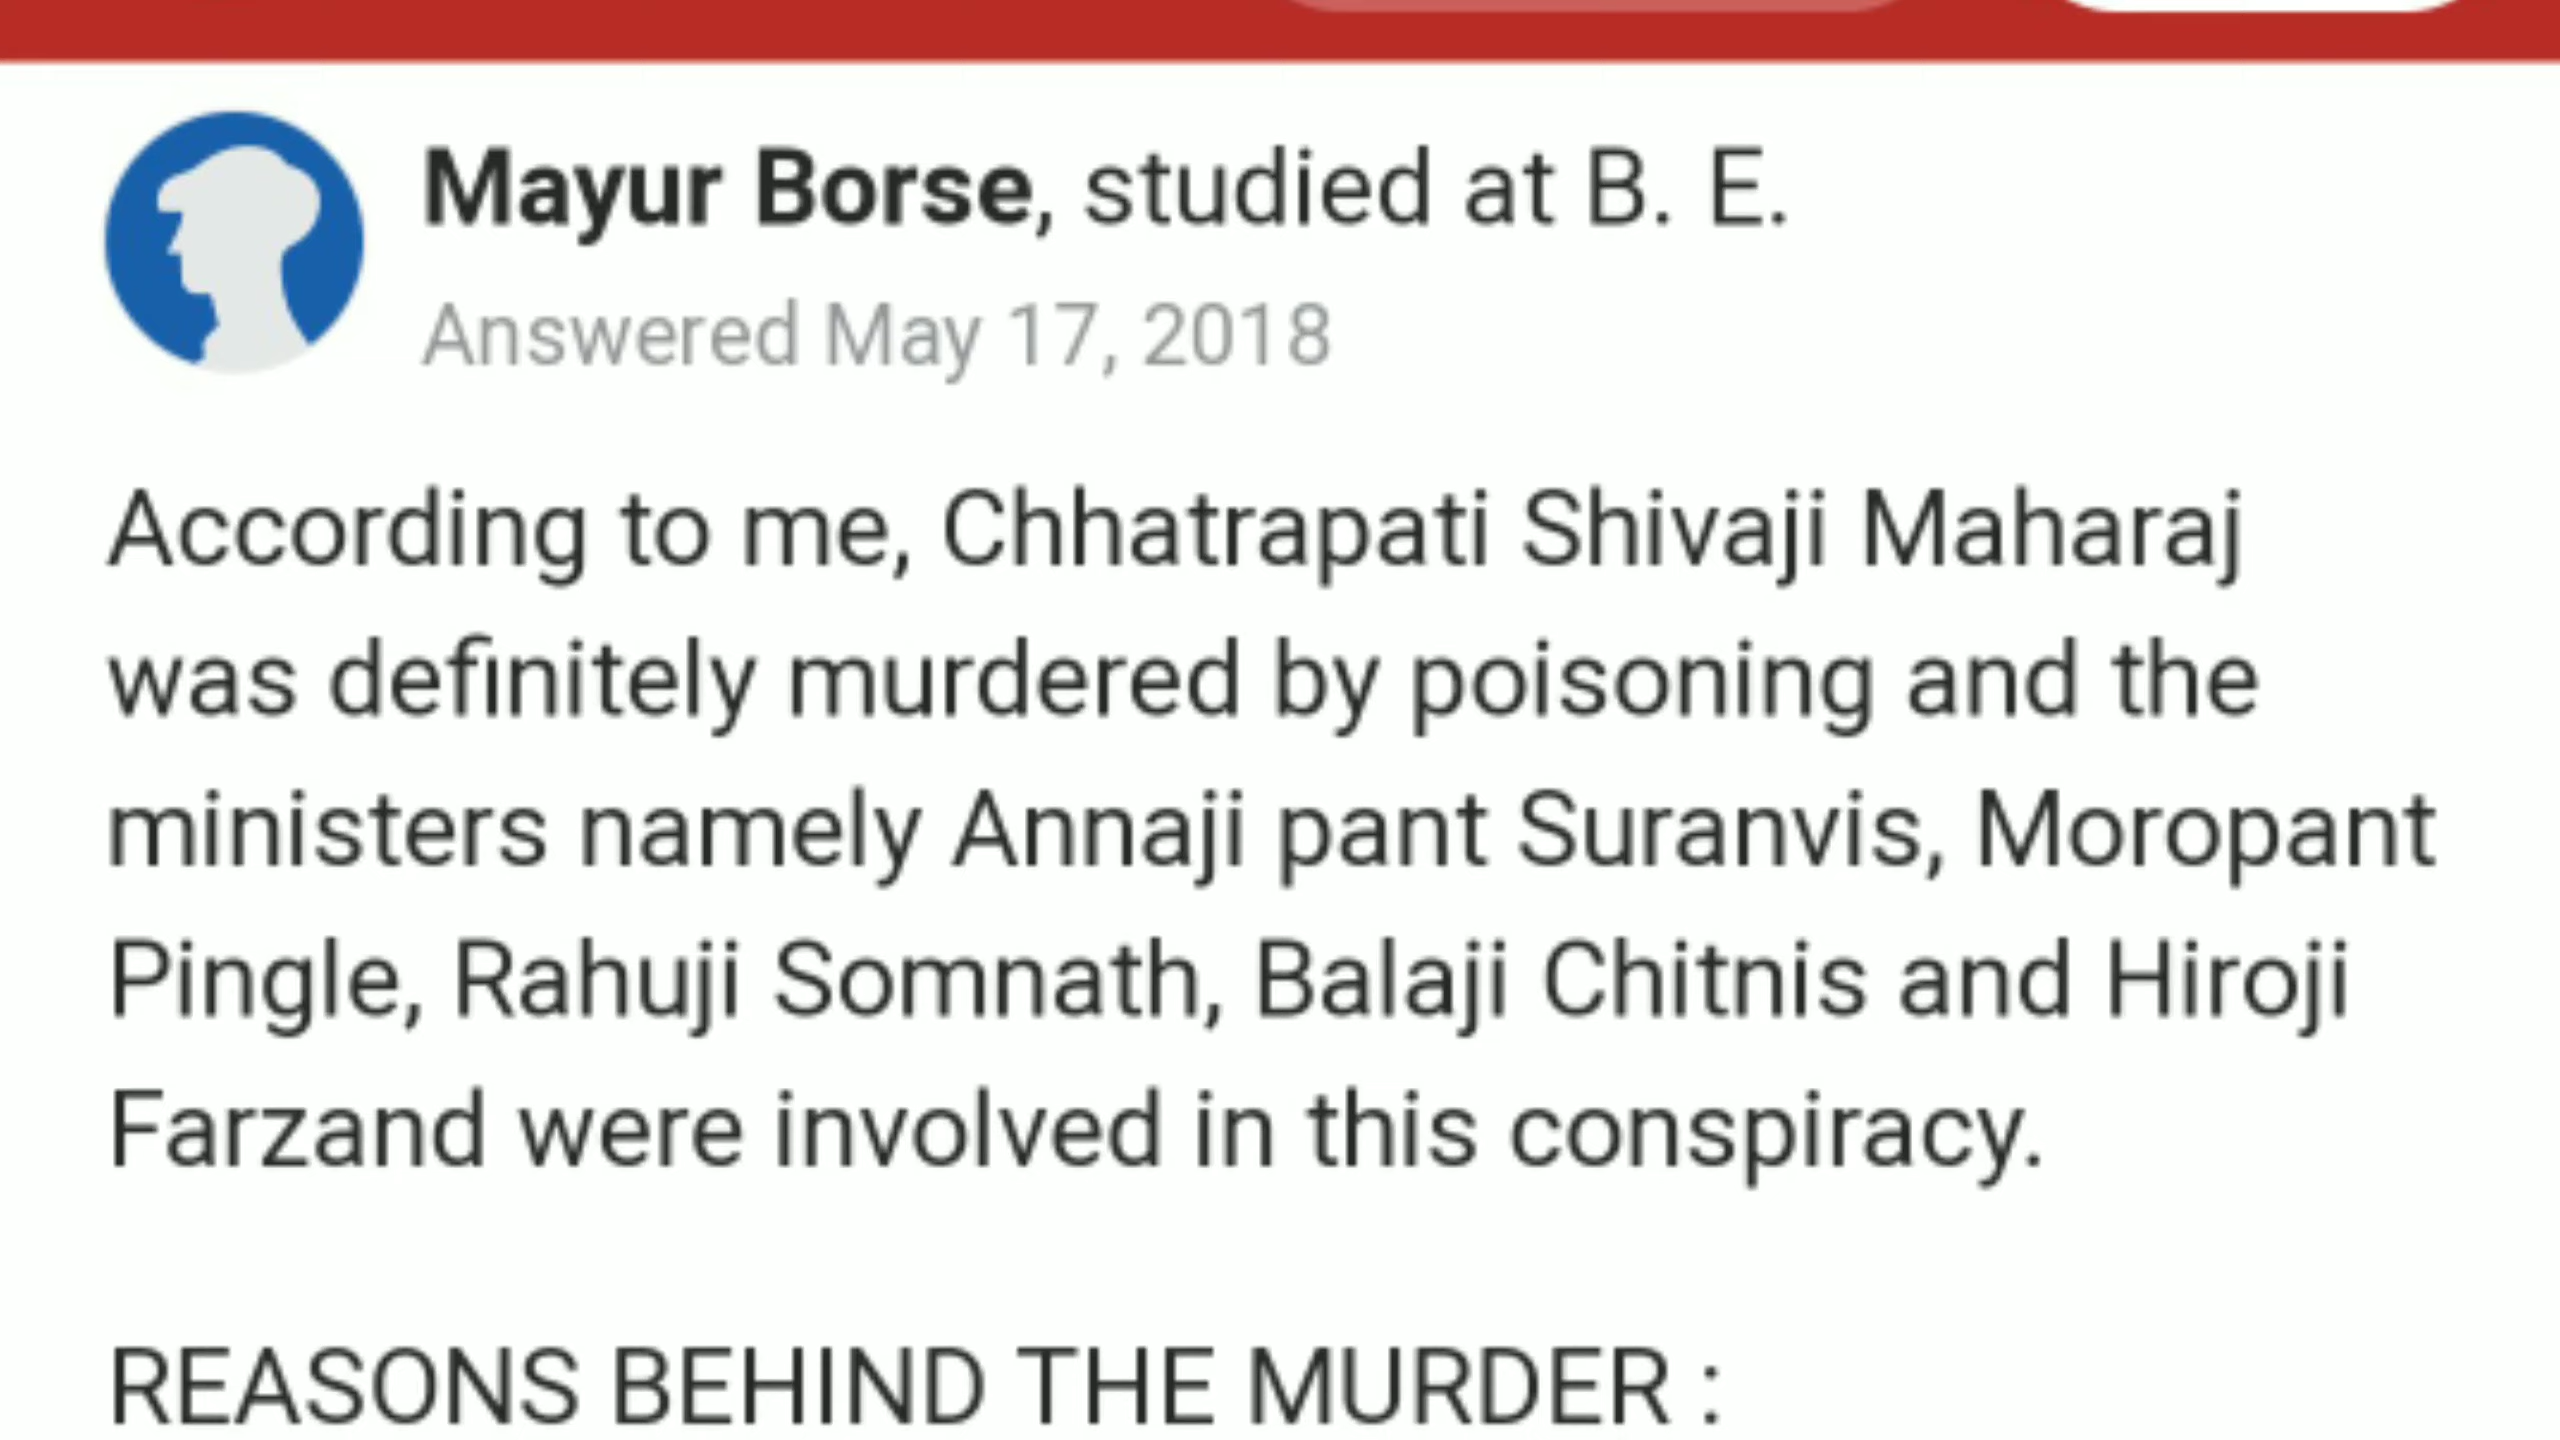 Mayur Borse, studied at B. E.
Answered May 17, 2018
According to me, Chhatrapati Shivaji Maharaj
was definitely murdered by poisoning and the
ministers namely Annaji pant Suranvis, Moropant
Pingle, Rahuji Somnath, Balaji Chitnis and Hiroji
Farzand were involved in this conspiracy.
REASONS BEHIND THE MURDER :